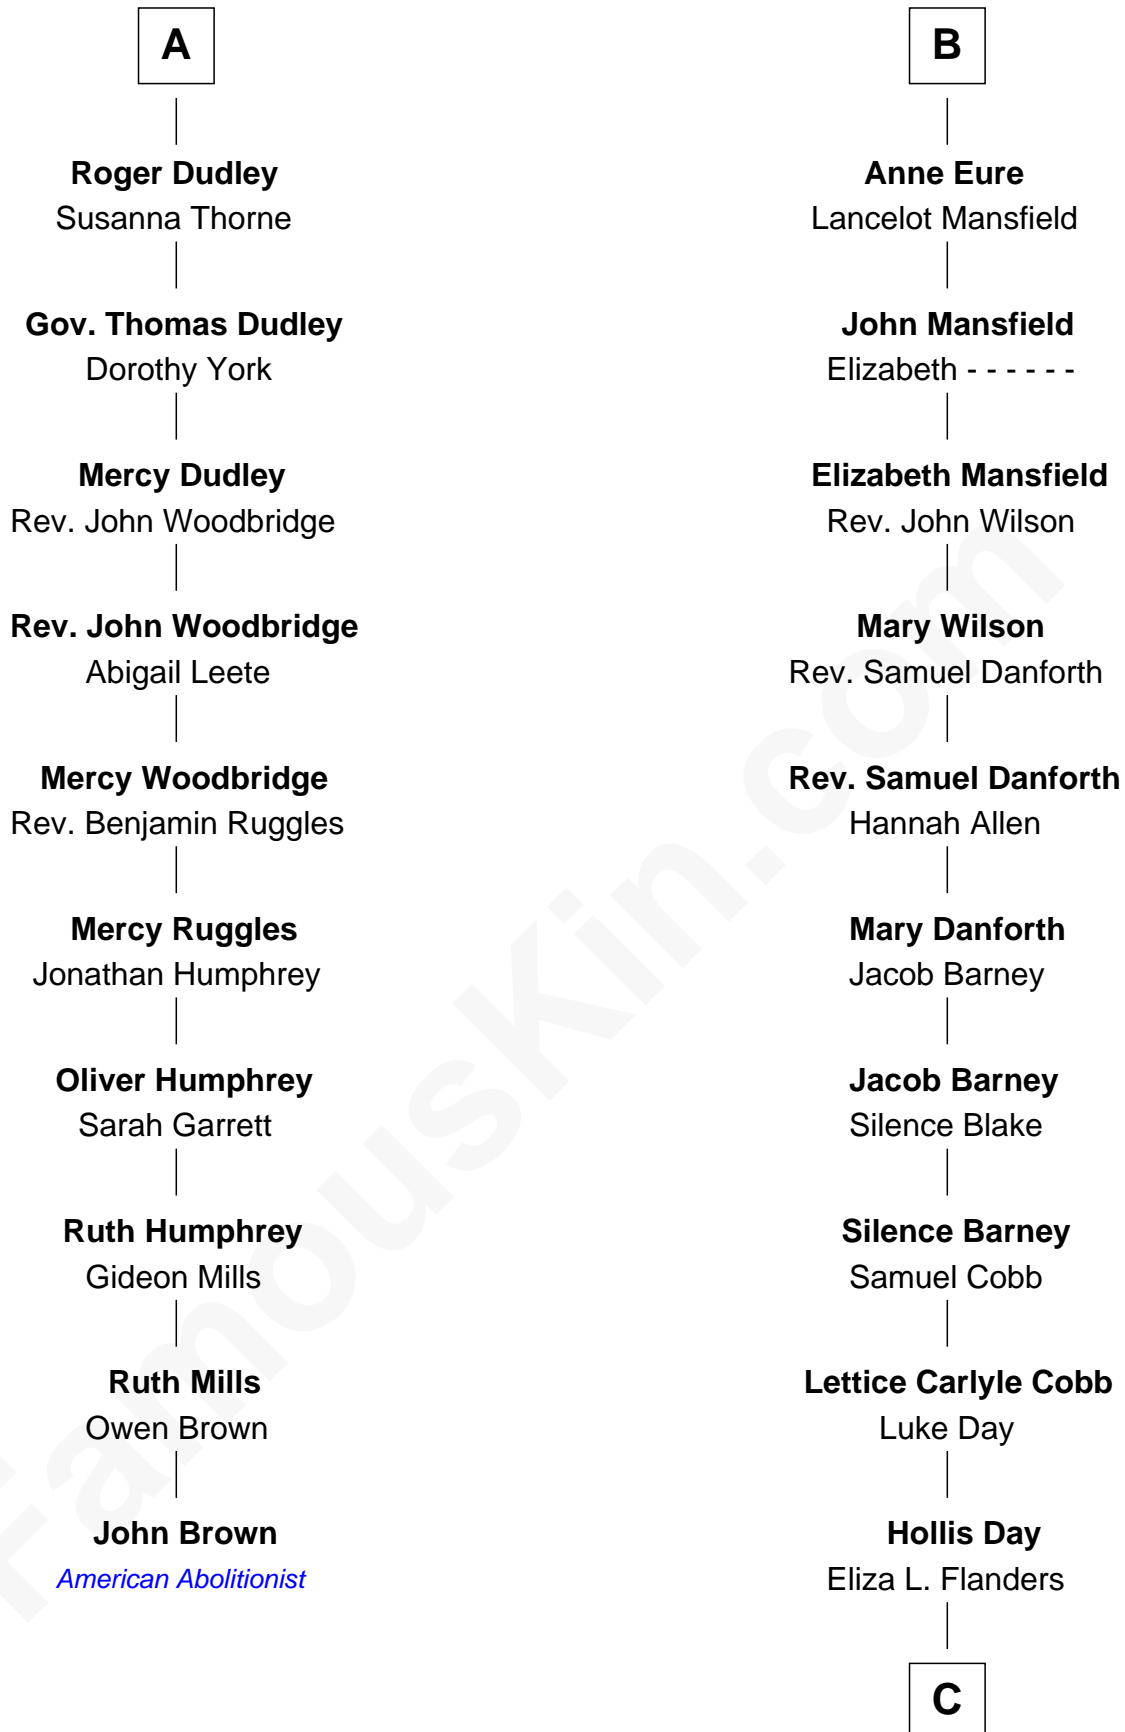 A
Roger Dudley
Susanna Thorne
Gov. Thomas Dudley
Dorothy York
Mercy Dudley
Rev. John Woodbridge
Rev. John Woodbridge
Abigail Leete
Mercy Woodbridge
Rev. Benjamin Ruggles
Mercy Ruggles
Jonathan Humphrey
Oliver Humphrey
Sarah Garrett
Ruth Humphrey
Gideon Mills
Ruth Mills
Owen Brown
John Brown
American Abolitionist
B
Anne Eure
Lancelot Mansfield
John Mansfield
Elizabeth - - - - - -
Elizabeth Mansfield
Rev. John Wilson
Mary Wilson
Rev. Samuel Danforth
Rev. Samuel Danforth
Hannah Allen
Mary Danforth
Jacob Barney
Jacob Barney
Silence Blake
Silence Barney
Samuel Cobb
Lettice Carlyle Cobb
Luke Day
Hollis Day
Eliza L. Flanders
C
FamousKin.com